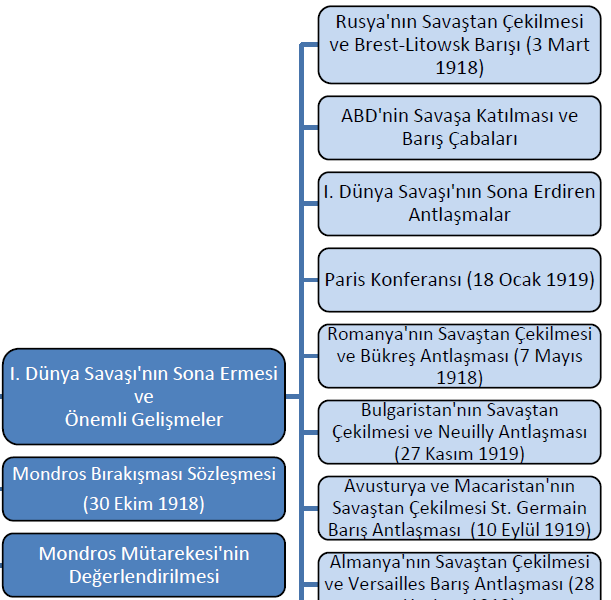 Rusya'nın Savaştan Çekilmesi
ve Brest-Litowsk Barışı (3 Mart
1918)
ABD'nin Savaşa Katılması ve
Barış Çabaları
I. Dünya Savaşı'nın Sona Erdiren
Antlaşmalar
Paris Konferansı (18 Ocak 1919)
Romanya'nın Savaştan Çekilmesi
ve Bükreş Antlaşması (7 Mayıs
1918)
I. Dünya Savaşı'nın Sona Ermesi
ve
Önemli Gelişmeler
Bulgaristan'nın Savaştan
Çekilmesi ve Neuilly Antlaşması
(27 Kasım 1919)
Mondros Bırakışması Sözleşmesi
(30 Ekim 1918)
Avusturya ve Macaristan'nın
Savaştan Çekilmesi St. Germain
Barış Antlaşması (10 Eylül 1919)
Mondros Mütarekesi'nin
Değerlendirilmesi
Almanya'nın Savaştan Çekilmesi
ve Versailles Barış Antlaşması (28